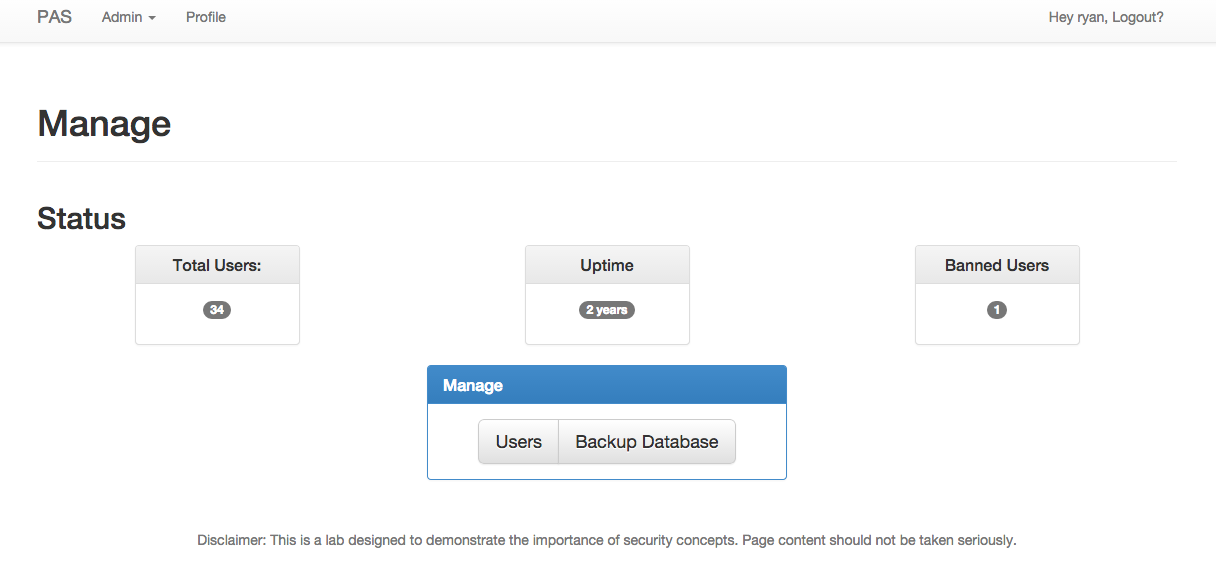 PAS Admin Profile Hey ryan, Logout?
Manage
Status
Total Users: Uptime Banned Users
34 2 years 1
Manage
Users Backup Database
Disclaimer: This is a lab designed to demonstrate the importance of security concepts. Page content should not be taken seriously.